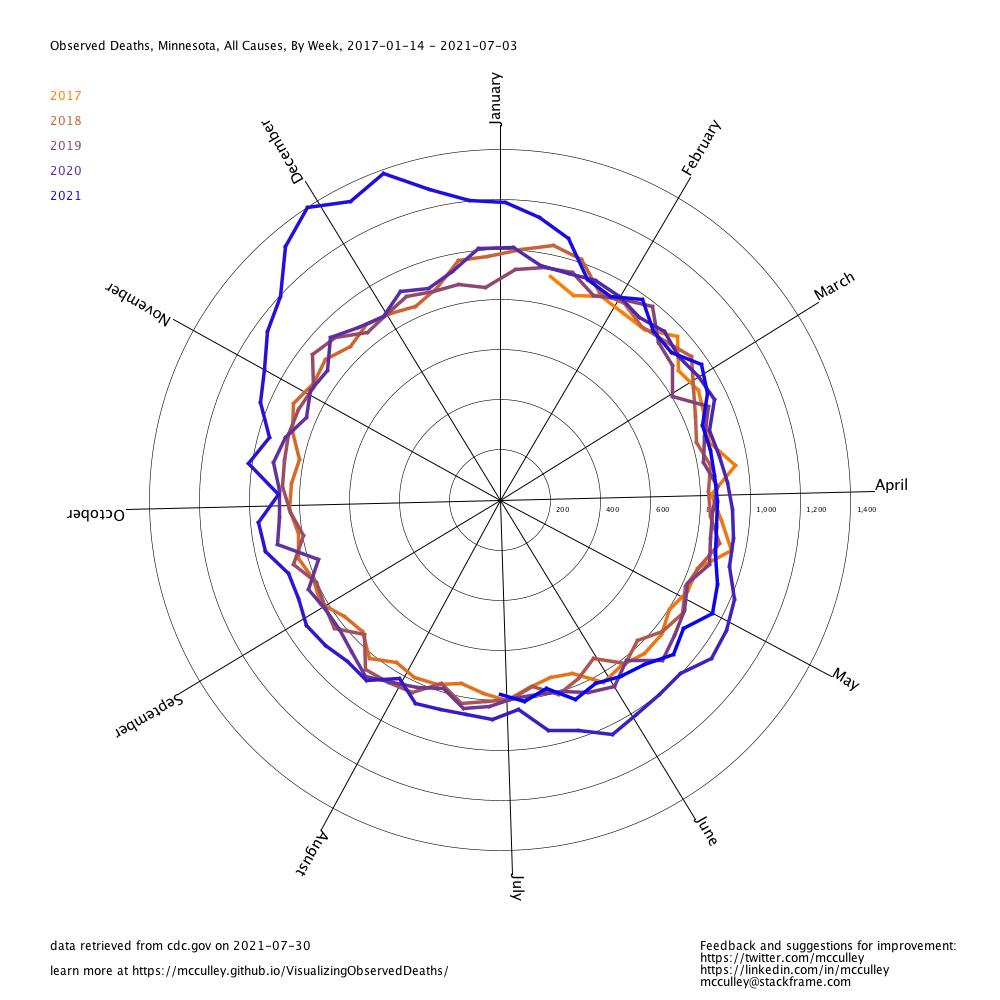 Observed Deaths, Minnesota, All Causes, By Week, 2017-01-14 - 2021-07-03
2017
2018
2019
2020
2021
January
February
March
April
May
June
July
August
September
October
November
December
200
400
600
1,000
1,200
1,400
data retrieved from cdc.gov on 2021-07-30
learn more at https://mcculley.github.io/VisualizingObservedDeaths/
Feedback and suggestions for improvement:
https://twitter.com/mcculley
https://linkedin.com/in/mcculley
mcculley@stackframe.com